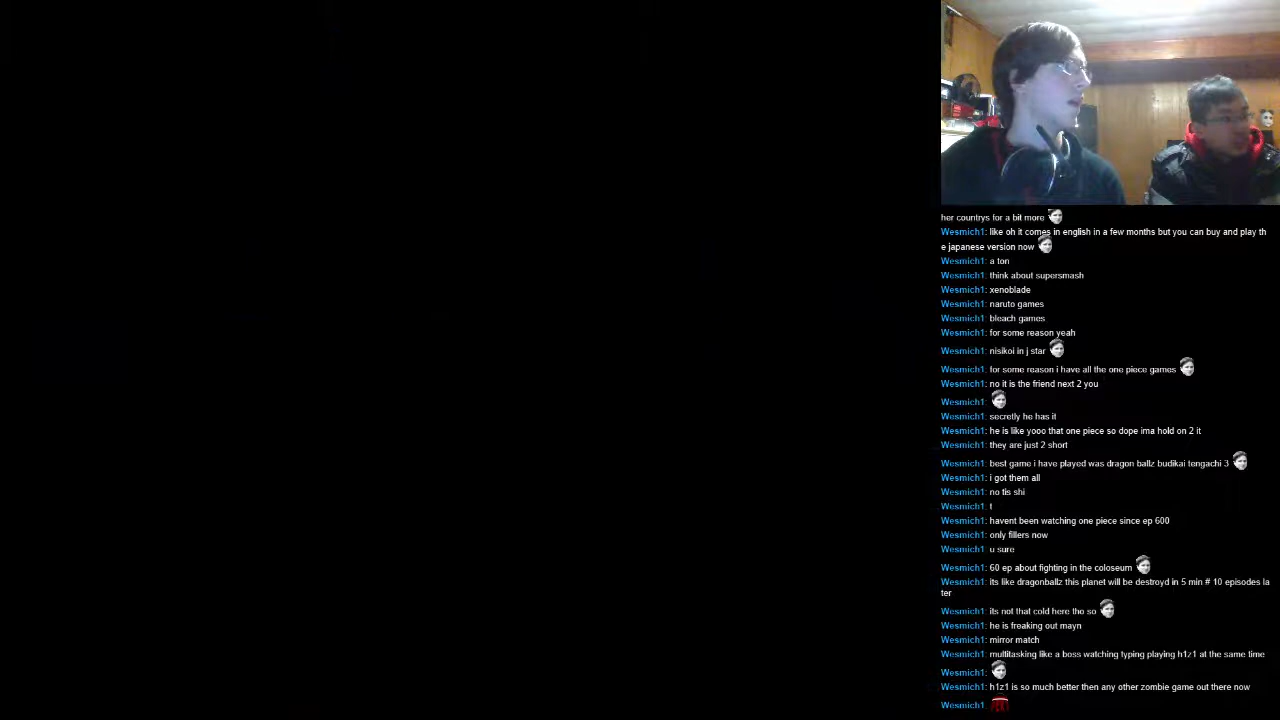 her countrys for a bit more
Wesmich1: like oh it comes in english in a few months but you can buy and play th
e japanese version now
Wesmich1: a ton
Wesmich1: think about supersmash
Wesmich1: xenoblade
Wesmich1: naruto games
Wesmich1: bleach games
Wesmich1: for some reason yeah
Wesmich1: nisikoi in j star
Wesmich1: for some reason i have all the one piece games
Wesmich1: no it is the friend next 2 you
Wesmich1:
Wesmich1: secretly he has it
Wesmich1: he is like yooo that one piece so dope ima hold on 2 it
Wesmich1: they are just 2 short
Wesmich1: best game i have played was dragon ballz budikai tengachi 3
Wesmich1: i got them all
Wesmich1: no tis shi
Wesmich1: t
Wesmich1: havent been watching one piece since ep 600
Wesmich1: only fillers now
Wesmich1: u sure
Wesmich1: 60 ep about fighting in the coloseum
Wesmich1: its like dragonballz this planet will be destroyd in 5 min # 10 episodes la
ter
Wesmich1: its not that cold here tho so
Wesmich1: he is freaking out mayn
Wesmich1: mirror match
Wesmich1: multitasking like a boss watching typing playing h1z1 at the same time
Wesmich1:
Wesmich1: h1z1 is so much better then any other zombie game out there now
Wesmich1: